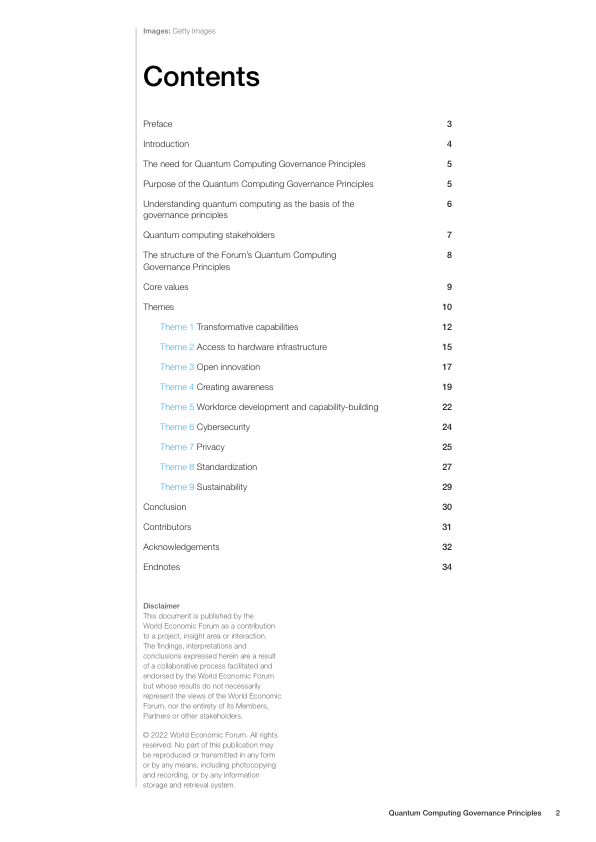 Images: Getty Images
Contents
Preface 3
Introduction 4
The need for Quantum Computing Governance Principles 5
Purpose of the Quantum Computing Governance Principles 5
Understanding quantum computing as the basis of the 6
governance principles
Quantum computing stakeholders 7
The structure of the Forum's Quantum Computing 8
Governance Principles
Core values 9
Themes 10
Theme 1 Transformative capabilities 12
Theme 2 Access to hardware infrastructure 15
Theme 3 Open innovation 17
Theme 4 Creating awareness 19
Theme 5 Workforce development and capability-building 22
Theme 6 Cybersecurity 24
Theme 7 Privacy 25
Theme 8 Standardization 27
Theme 9 Sustainability 29
Conclusion 30
Contributors 31
Acknowledgements 32
Endnotes 34
Disclaimer
This document is published by the
World Economic Forum as a contribution
to a project, insight area or interaction.
The findings, interpretations and
conclusions expressed herein are a result
of a collaborative process facilitated and
endorsed by the World Economic Forum
but whose results do not necessarily
represent the views of the World Economic
Forum, nor the entirety of its Members,
Partners or other stakeholders.
© 2022 World Economic Forum. All rights
reserved. No part of this publication may
be reproduced or transmitted in any form
or by any means, including photocopying
and recording, or by any information
storage and retrieval system.
Quantum Computing Governance Principles 2